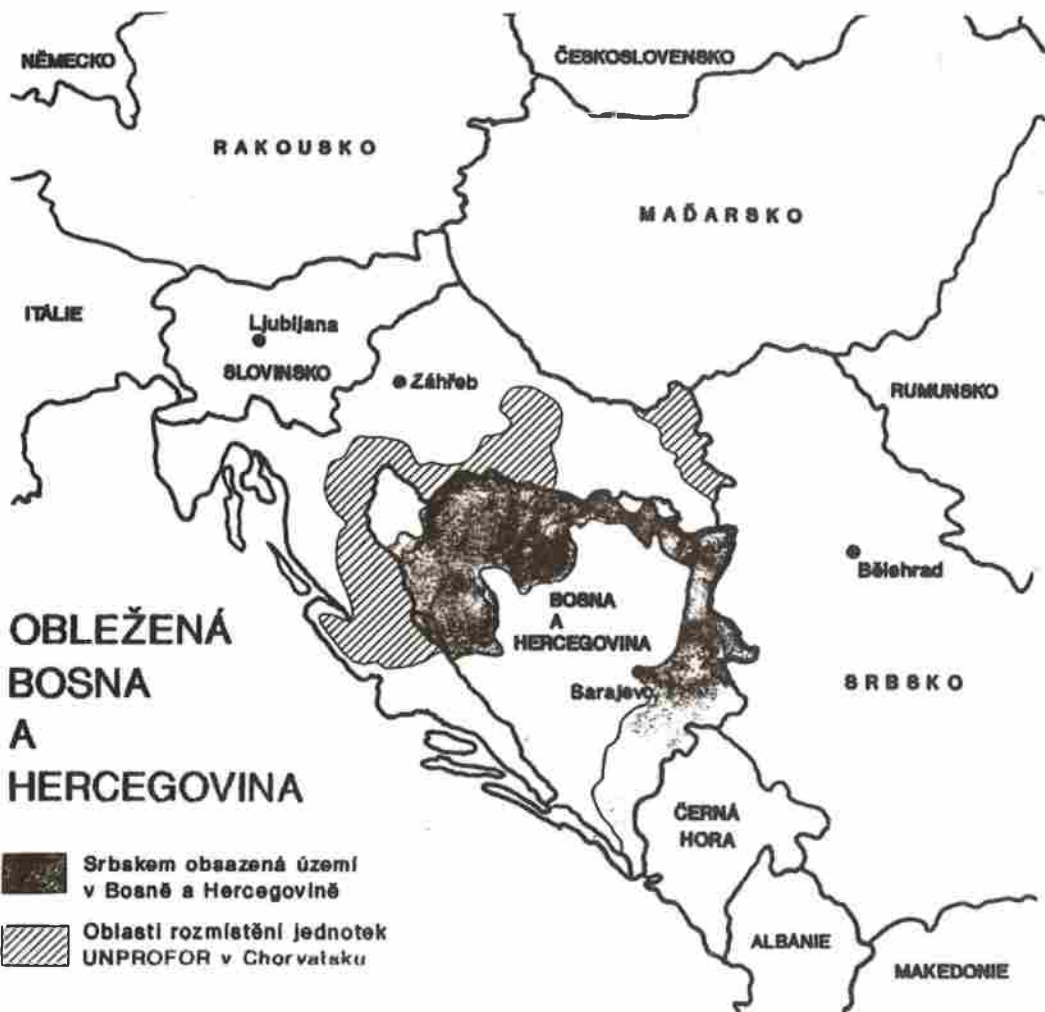 NĚMECKO
ČESKOSLOVENSKO
RAKOUSKO
MAĎARSKO
ITÁLIE
Ljubljana
SLOVINSKO
Záhřeb
RUMUNSKO
Bělehrad
BOSNA
A
HERCEGOVINA
Sarajevo
SRBSKO
OBLEŽENÁ
BOSNA
A
HERCEGOVINA
ČERNÁ
HORA
Srbskem obsazená území
v Bosně a Hercegovině
Oblasti rozmístění jednotek
UNPROFOR v Chorvatsku
ALBÁNIE
MAKEDONIE